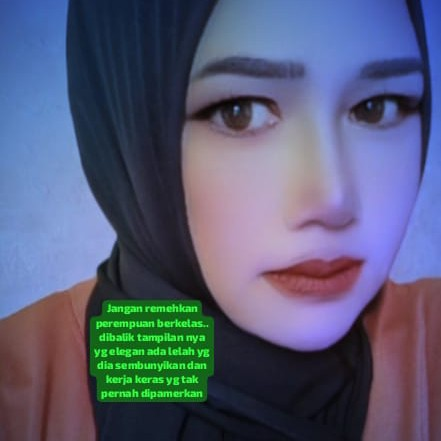 Jangan remehkan
perempuan berkelas..
dibalik tampilan nya
yg elegan ada lelah yg
dia sembunyikan dan
kerja keras yg tak
pernah dipamerkan